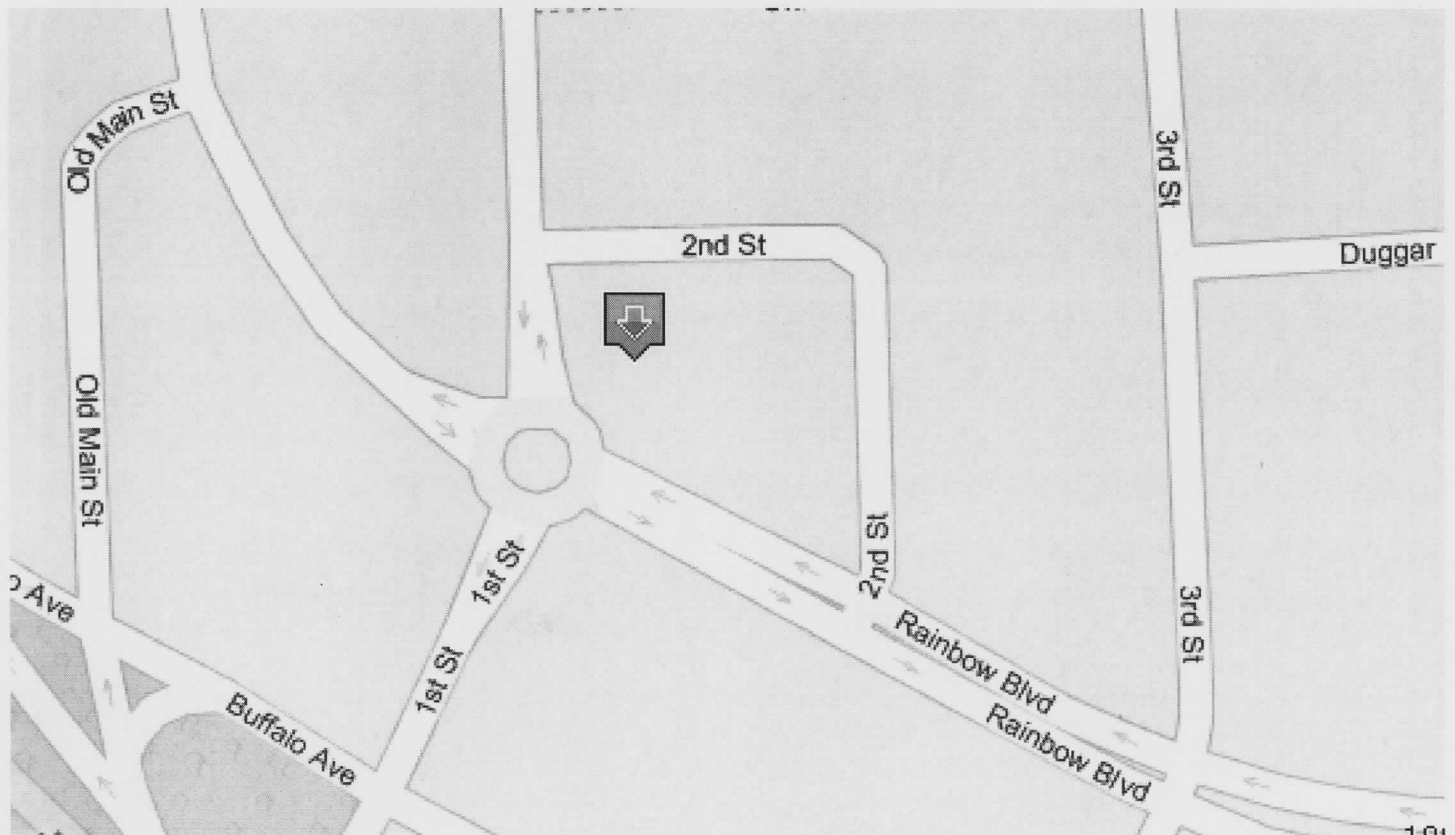 Old Main St
3rd St
2nd St
Duggar
Old Main St
2nd St
1st St
o Ave
3rd St
Rainbow Blvd
1st St
Buffalo Ave
Rainbow Blvd